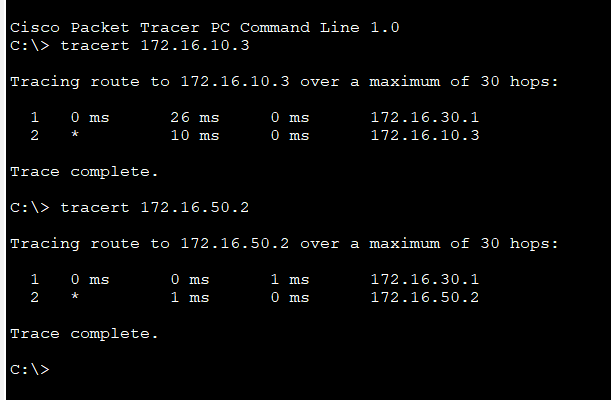 Cisco Packet Tracer PC Command Line 1.0
C:\> tracert 172.16.10.3
Tracing route to 172.16.10.3 over a maximum of 30 hops:
1 0 ms 26 ms 0 ms 172.16.30.1
2 * 10 ms 0 ms 172.16.10.3
Trace complete.
C:\> tracert 172.16.50.2
Tracing route to 172.16.50.2 over a maximum of 30 hops:
1 0 ms 0 ms 1 ms 172.16.30.1
2 * 1 ms 0 ms 172.16.50.2
Trace complete.
C:\>